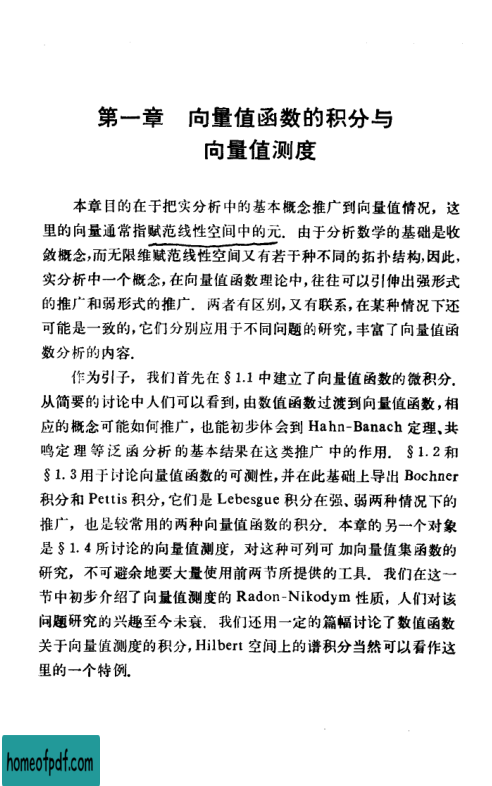 第一章 向量值函数的积分与
向量值测度
本章目的在于把实分析中的基本概念推广到向量值情况，这
里的向量通常指赋范线性空间中的元．由于分析数学的基础是收
敛概念,而无限维赋范线性空间又有若干种不同的拓扑结构,因此,
实分析中一个概念,在向量值函数理论中,往往可以引伸出强形式
的推广和弱形式的推广．两者有区别,又有联系,在某种情况下还
可能是一致的,它们分别应用于不同问题的研究,丰富了向量值函
数分析的内容．
作为引子，我们首先在§1.1中建立了向量值函数的微积分．
从简要的讨论中人们可以看到,由数值函数过渡到向量值函数,相
应的概念可能如何推广，也能初步体会到Hahn-Banach定理、共
鸣定理等泛函分析的基本结果在这类推广中的作用．§1.2和
§1.3用于讨论向量值函数的可测性,并在此基础上导出Bochner
积分和Pettis积分,它们是Lebesgue积分在强、弱两种情况下的
推广，也是较常用的两种向量值函数的积分．本章的另一个对象
是§1.4所讨论的向量值测度，对这种可列可加向量值集函数的
研究，不可避余地要大量使用前两节所提供的工具．我们在这一
节中初步介绍了向量值测度的Radon-Nikodym性质，人们对该
问题研究的兴趣至今未衰．我们还用一定的篇幅讨论了数值函数
关于向量值测度的积分,Hilbert空间上的谱积分当然可以看作这
里的一个特例．
homeofpdf.com